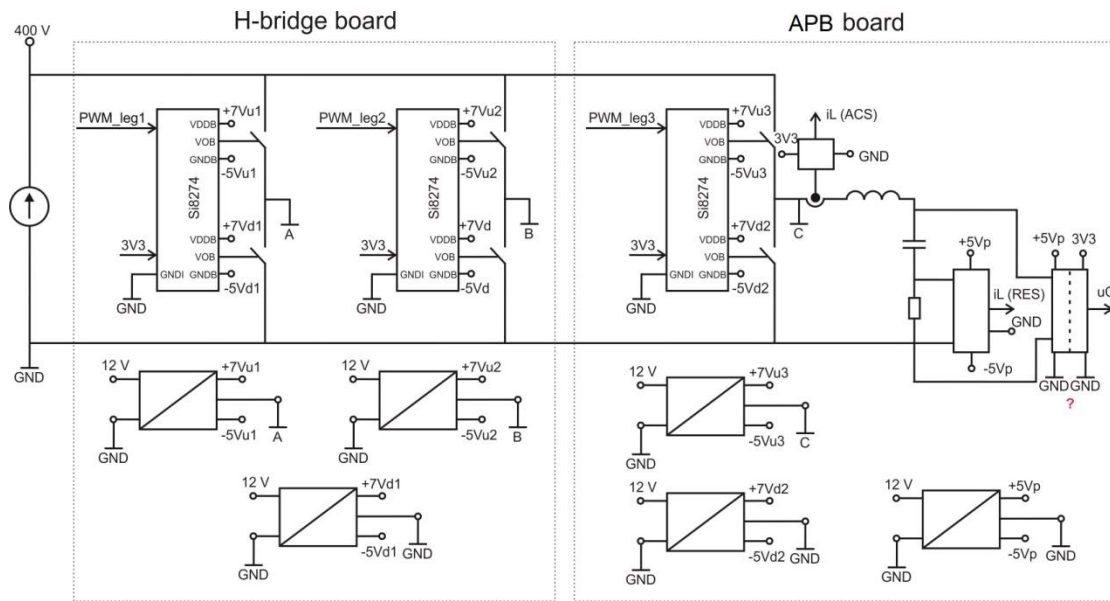 H-bridge board
APB board
400 V
PWM_leg1
VDDB
+7Vu1
VOB
GNDB
-5Vu1
Si8274
+7Vd1
VDDB
3V3
VOB
GNDI
GNDB
-5Vd1
GND
A
PWM_leg2
VDDB
+7Vu2
VOB
GNDB
-5Vu2
Si8274
+7Vd
VDDB
3V3
VOB
GNDI
GNDB
-5Vd
GND
B
PWM_leg3
VDDB
+7Vu3
VOB
GNDB
-5Vu3
Si8274
+7Vd2
VDDB
3V3
VOB
GNDI
GNDB
-5Vd2
GND
iL (ACS)
3V3
GND
C
+5Vp
iL (RES)
GND
-5Vp
+5Vp
3V3
uC
GND
GND
?
GND
12 V
+7Vu1
GND
-5Vu1
A
12 V
+7Vu2
GND
-5Vu2
B
12 V
+7Vu3
GND
-5Vu3
C
12 V
+7Vd1
GND
-5Vd1
GND
12 V
+7Vd2
GND
-5Vd2
GND
12 V
+5Vp
GND
-5Vp
GND